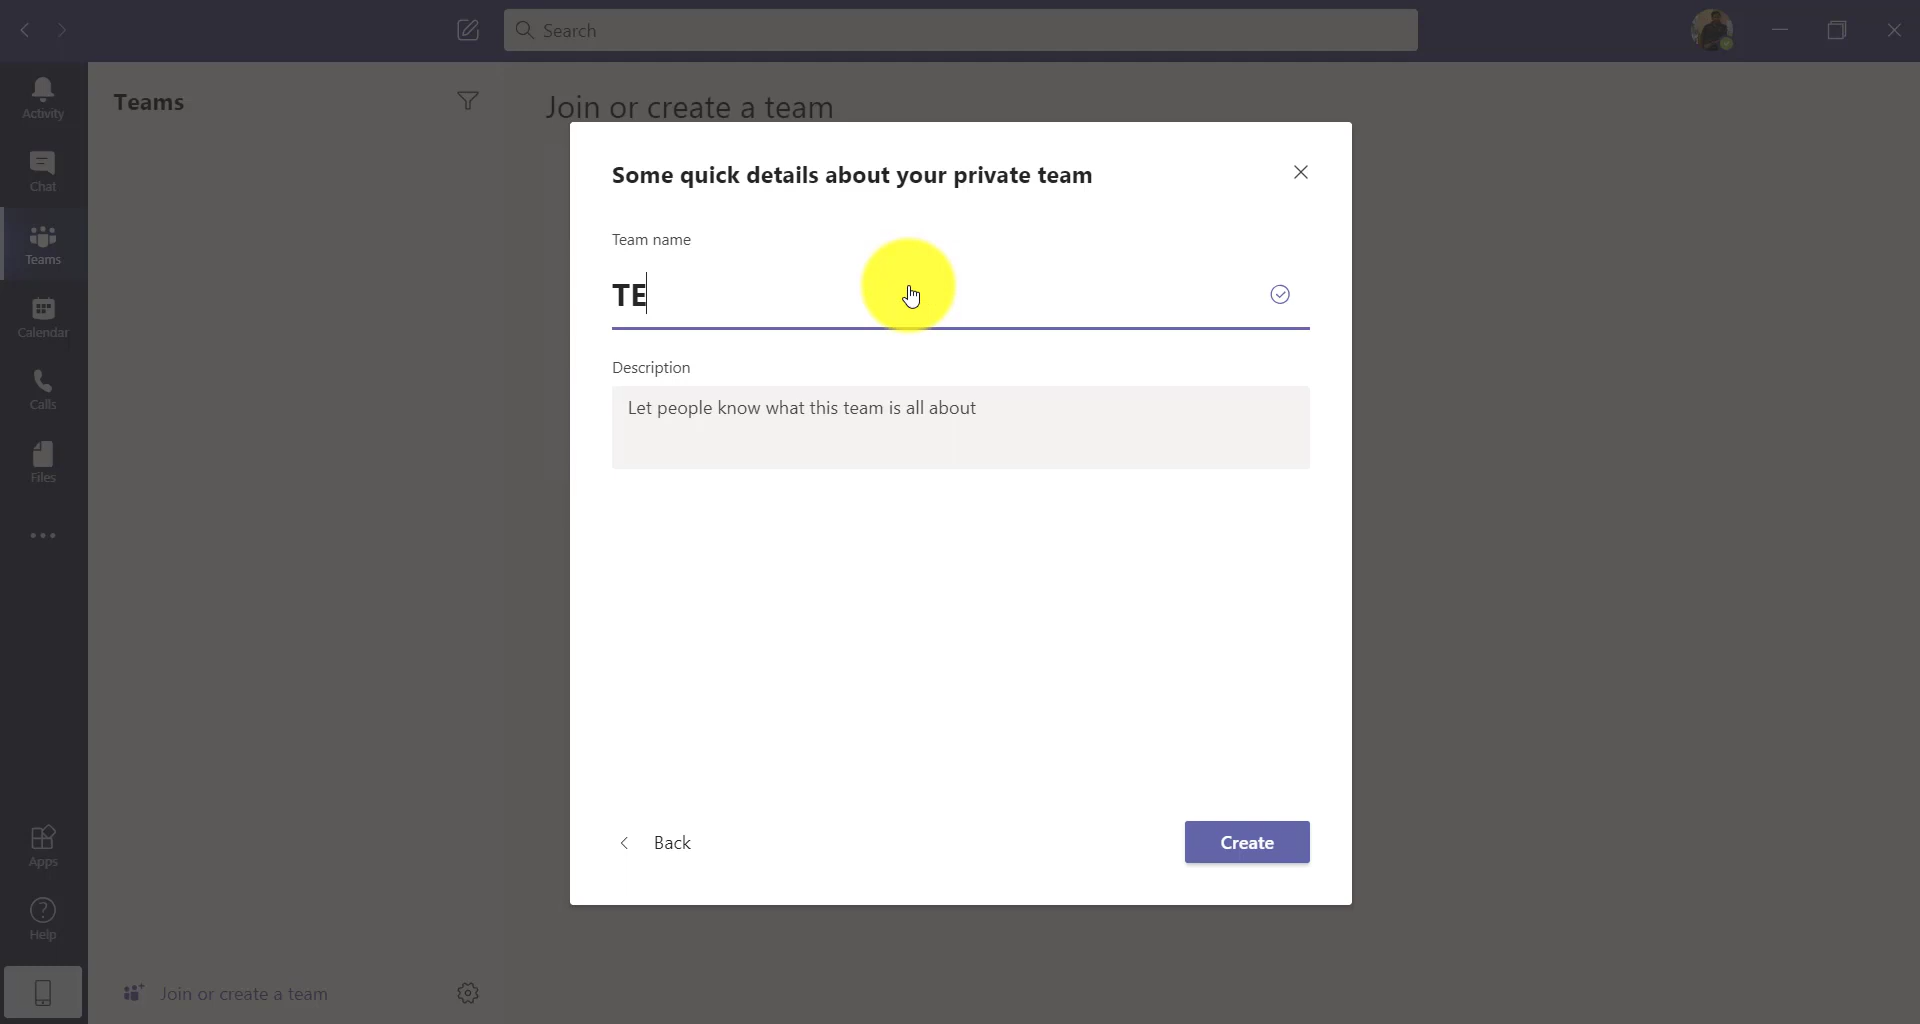 Search
Activity
Chat
Teams
Calendar
Calls
Files
Apps
Help
Teams
Join or create a team
Join or create a team
Some quick details about your private team
Team name
TE
Description
Let people know what this team is all about
Back
Create